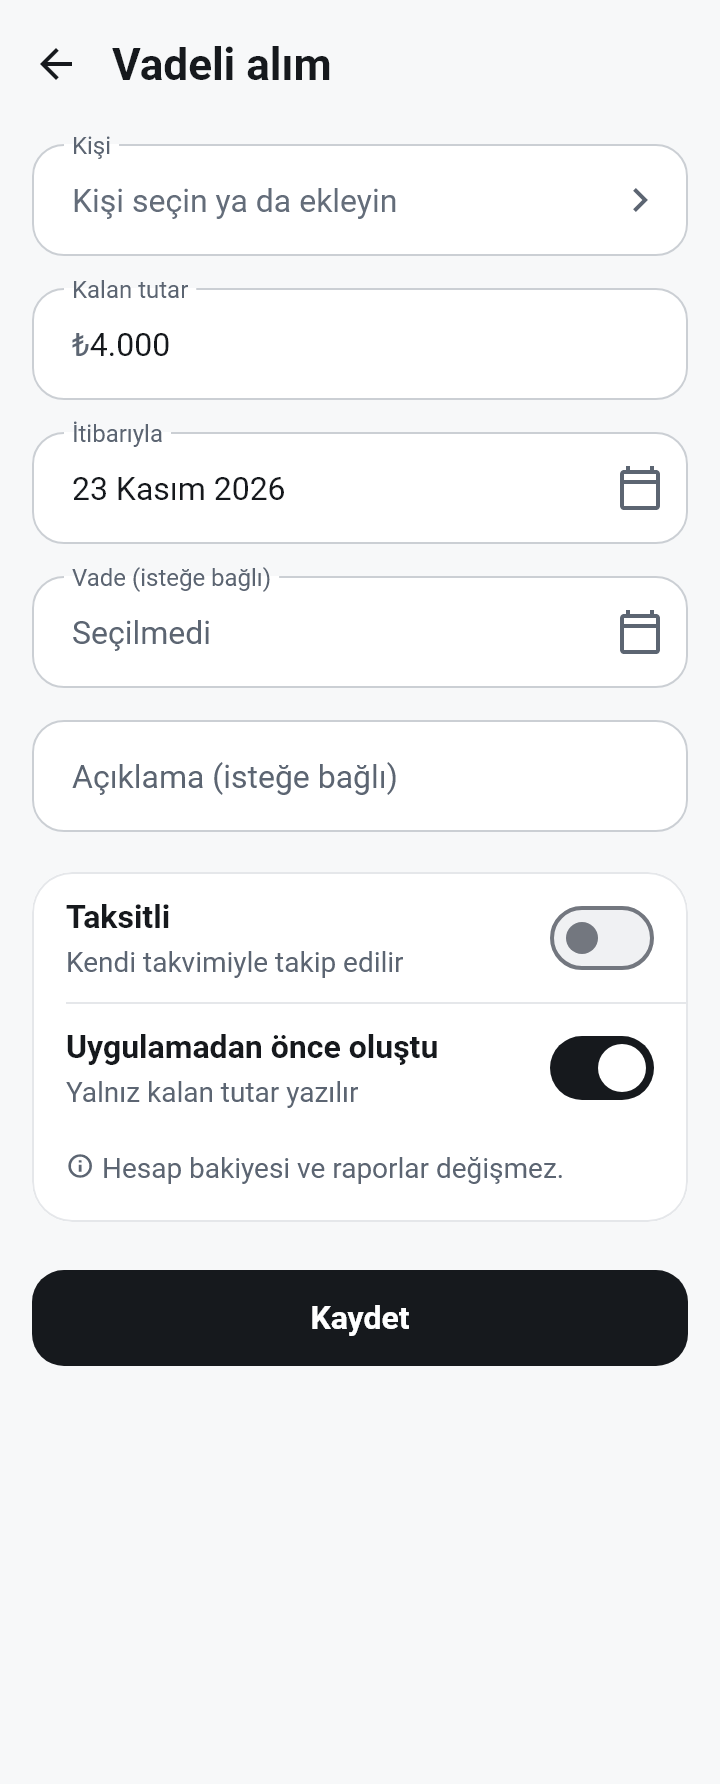 Vadeli alım
Kişi
Kişi seçin ya da ekleyin
Kalan tutar
₺4.000
İtibarıyla
23 Kasım 2026
Vade (isteğe bağlı)
Seçilmedi
Açıklama (isteğe bağlı)
Taksitli
Kendi takvimiyle takip edilir
Uygulamadan önce oluştu
Yalnız kalan tutar yazılır
Hesap bakiyesi ve raporlar değişmez.
Kaydet